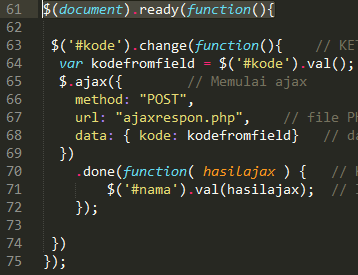 61 $(document).ready(function(){
62
63 $('#kode').change(function(){ //
64 var kodefromfield = $('#kode').val();
65 $.ajax({ // Memulai ajax
66 method: "POST",
67 url: "ajaxrespon.php", // file
68 data: { kode: kodefromfield} //
69 })
70 .done(function( hasilajax ) { //
71 $('#nama').val(hasilajax); //
72 });
73
74 })
75 });